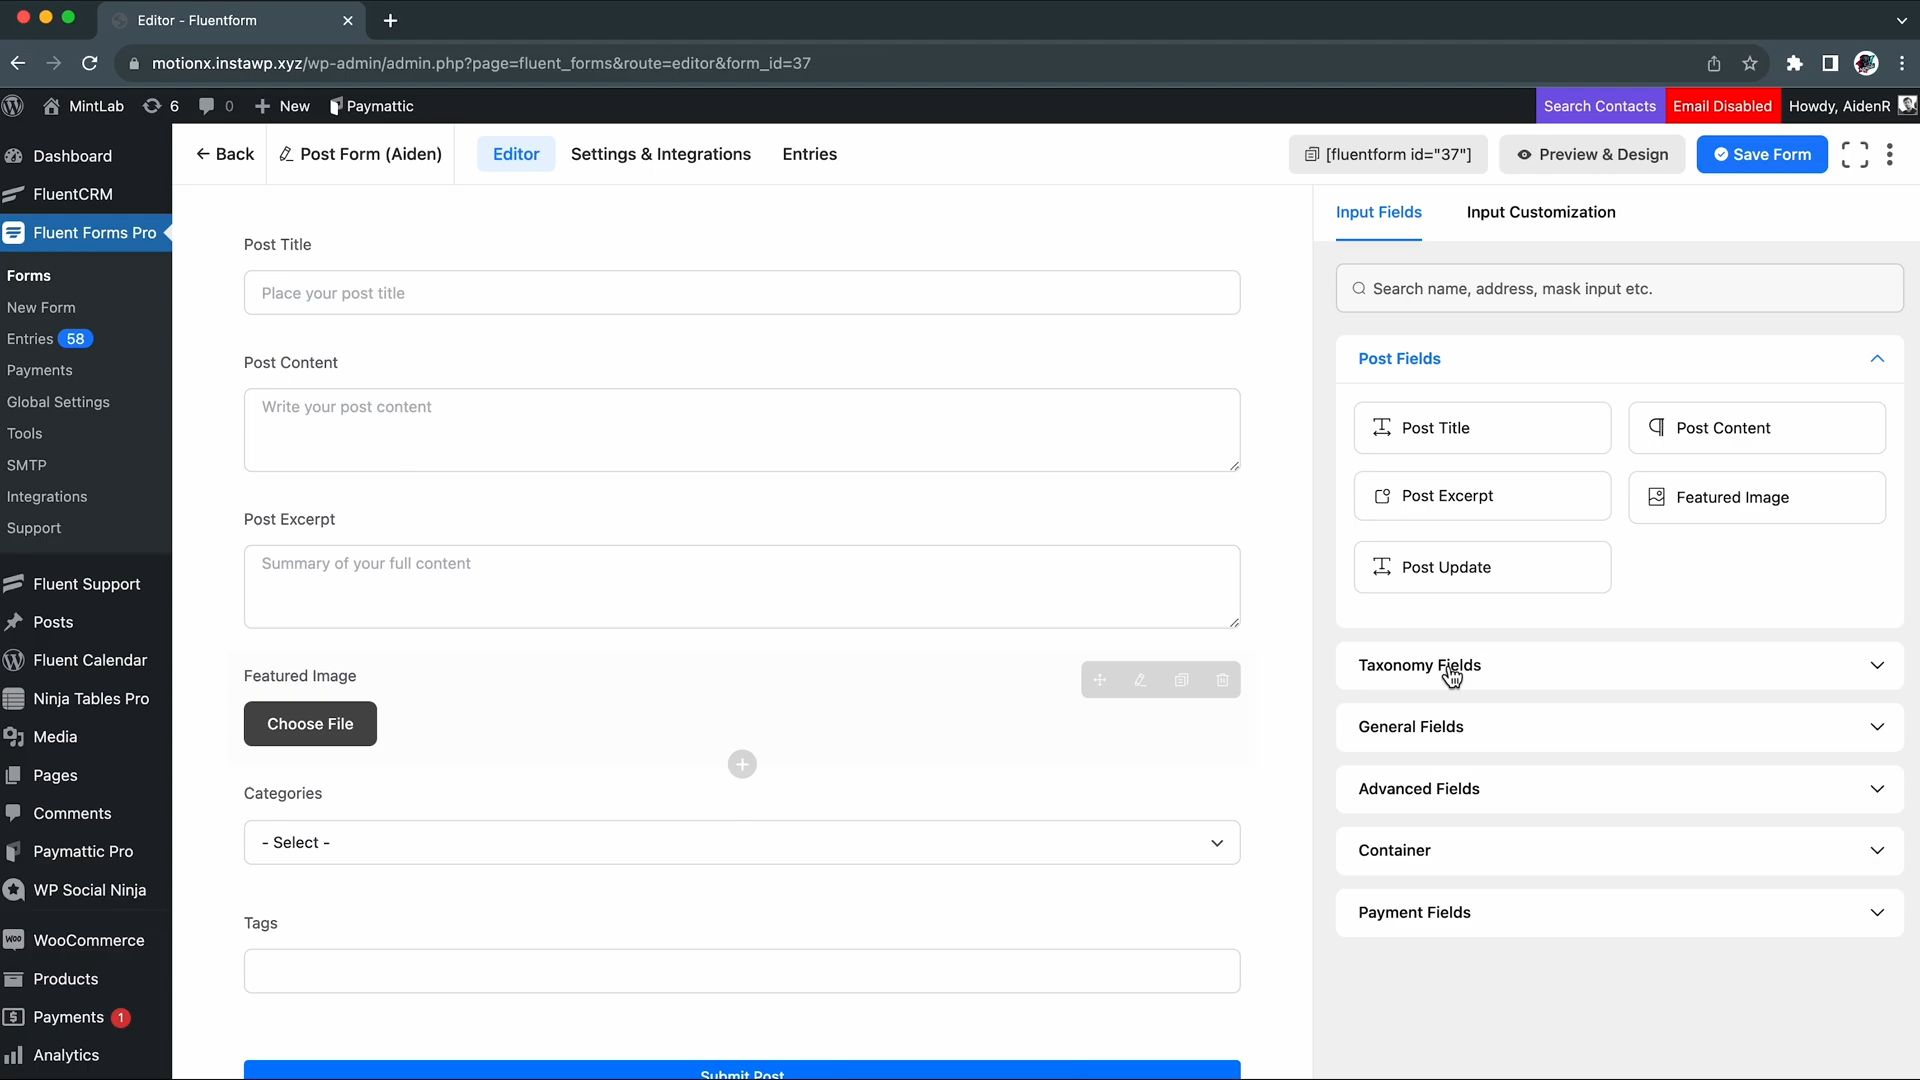 Editor - Fluentform
motionx.instawp.xyz/wp-admin/admin.php?page=fluent_forms&route=editor&form_id=37
MintLab 6 0 New Paymattic Search Contacts Email Disabled Howdy, AidenR
Dashboard
FluentCRM
Fluent Forms Pro
Forms
New Form
Entries 58
Payments
Global Settings
Tools
SMTP
Integrations
Support
Fluent Support
Posts
Fluent Calendar
Ninja Tables Pro
Media
Pages
Comments
Paymattic Pro
WP Social Ninja
WOO WooCommerce
Products
Payments 1
Analytics
Back Post Form (Aiden) Editor Settings & Integrations Entries [fluentform id="37"] Preview & Design Save Form
Post Title
Place your post title
Post Content
Write your post content
Post Excerpt
Summary of your full content
Featured Image
Choose File
Categories
- Select -
Tags
Submit Post
Input Fields Input Customization
Search name, address, mask input etc.
Post Fields
Post Title Post Content
Post Excerpt Featured Image
Post Update
Taxonomy Fields
General Fields
Advanced Fields
Container
Payment Fields